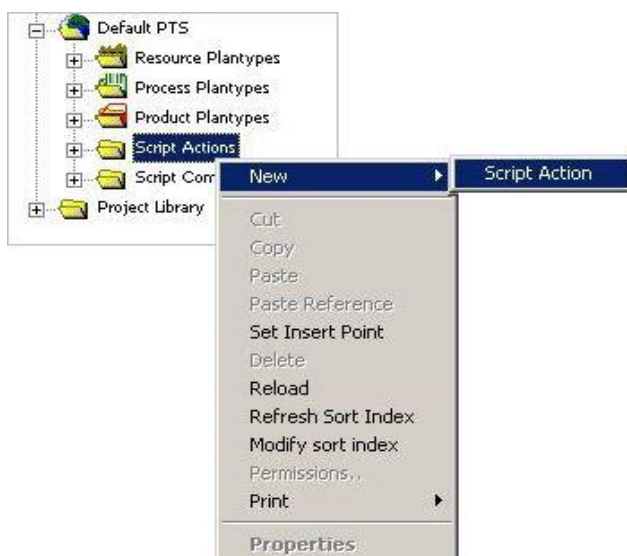 Default PTS
Resource Plantypes
Process Plantypes
Product Plantypes
Script Actions
Script Com
Project Library
New
Script Action
Cut
Copy
Paste
Paste Reference
Set Insert Point
Delete
Reload
Refresh Sort Index
Modify sort index
Permissions..
Print
Properties